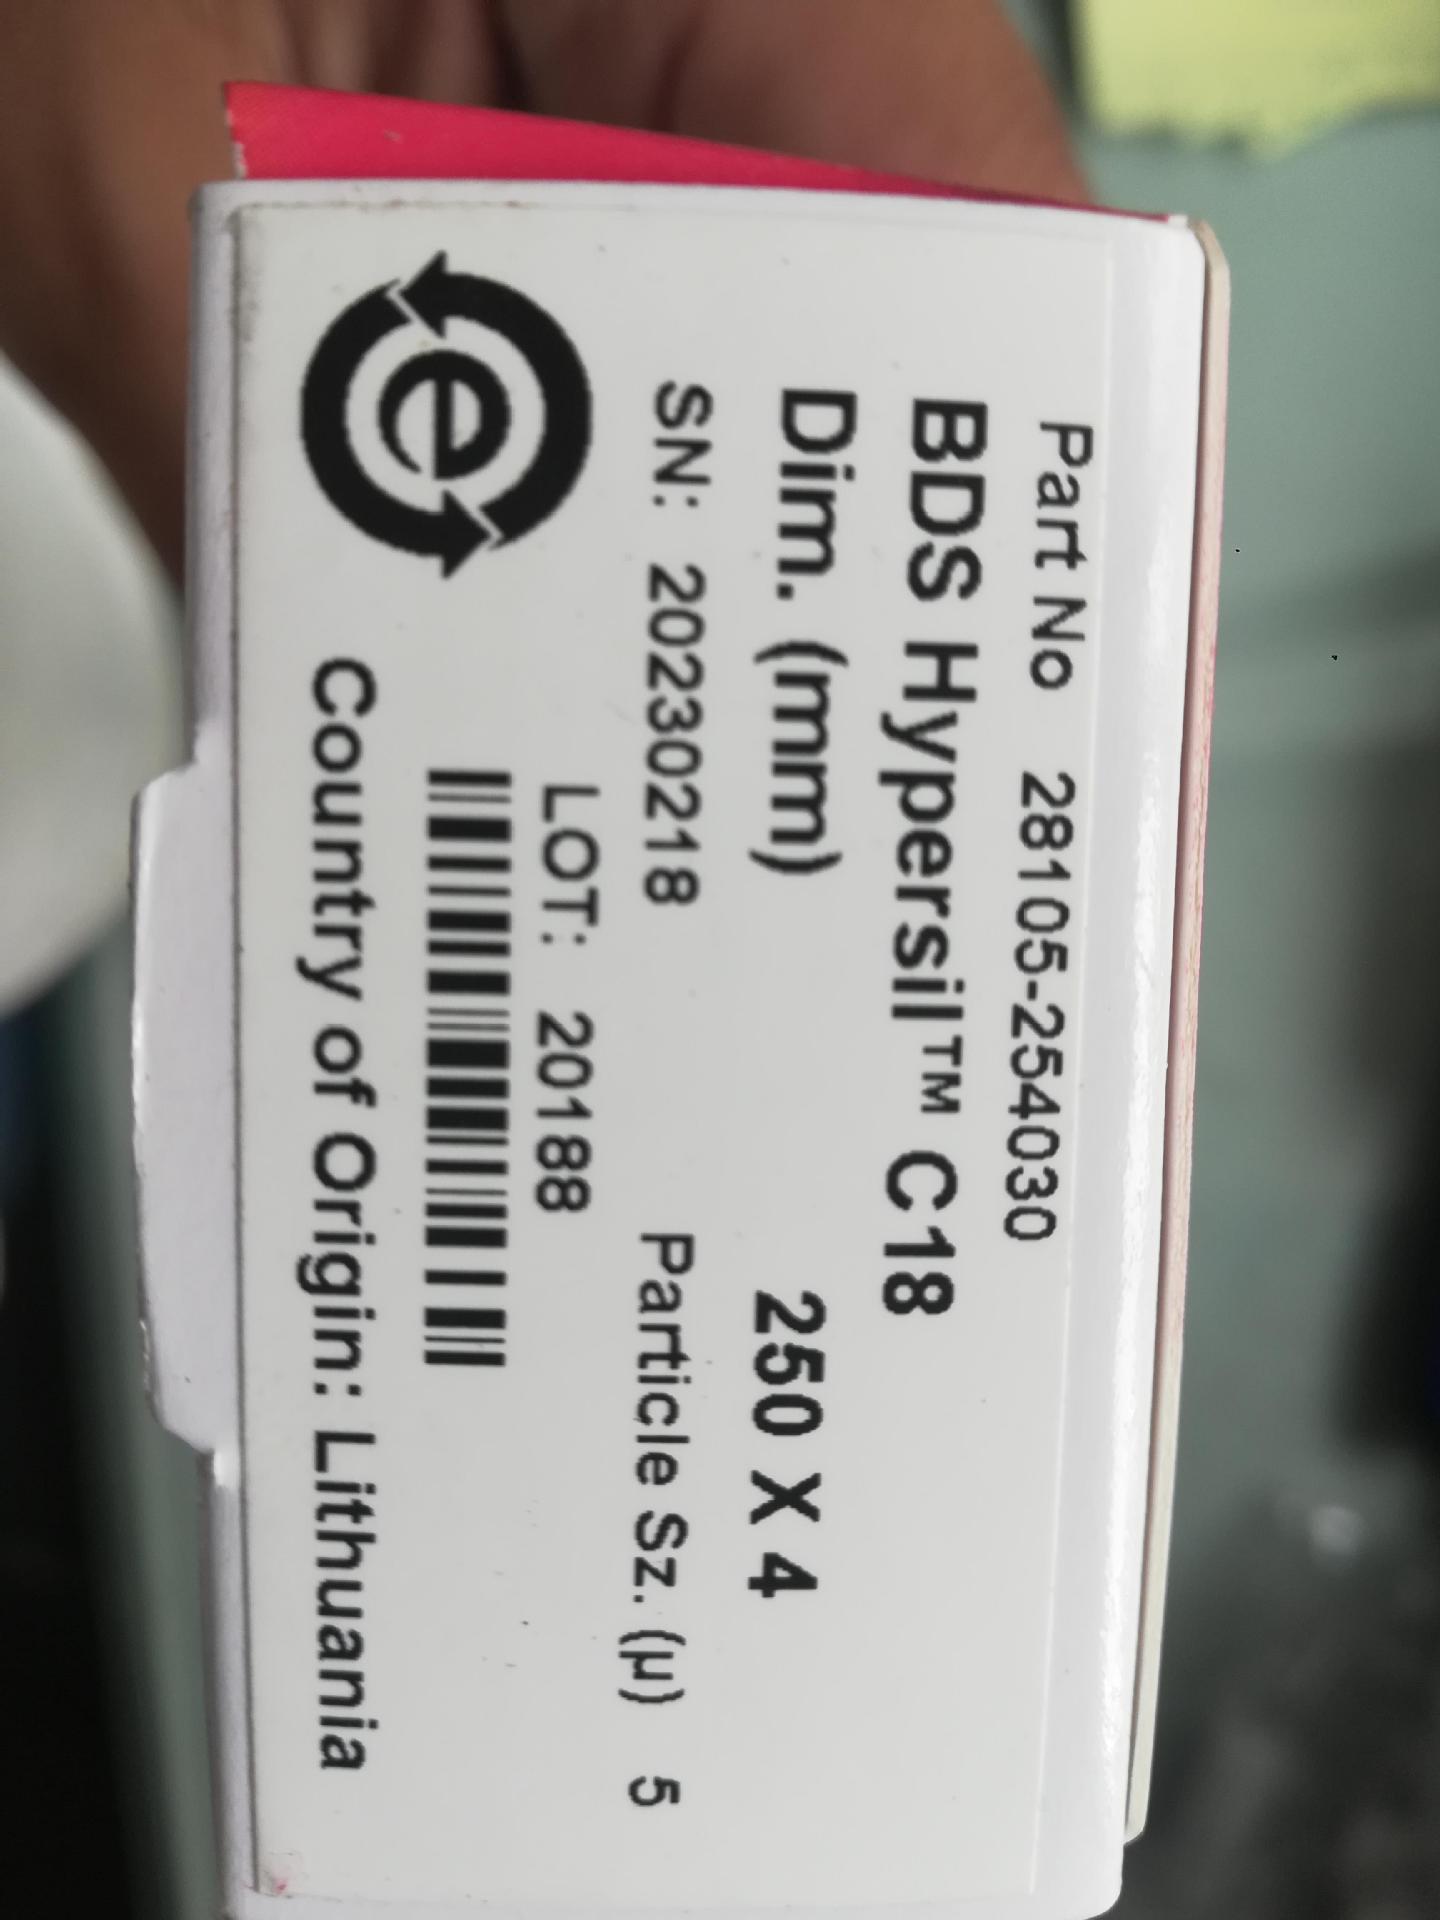 Part No 28105-254030
BDS Hypersil™ C18
Dim. (mm) 250 X 4
SN: 20230218 Particle Sz. (µ) 5
LOT: 20188
e
Country of Origin: Lithuania